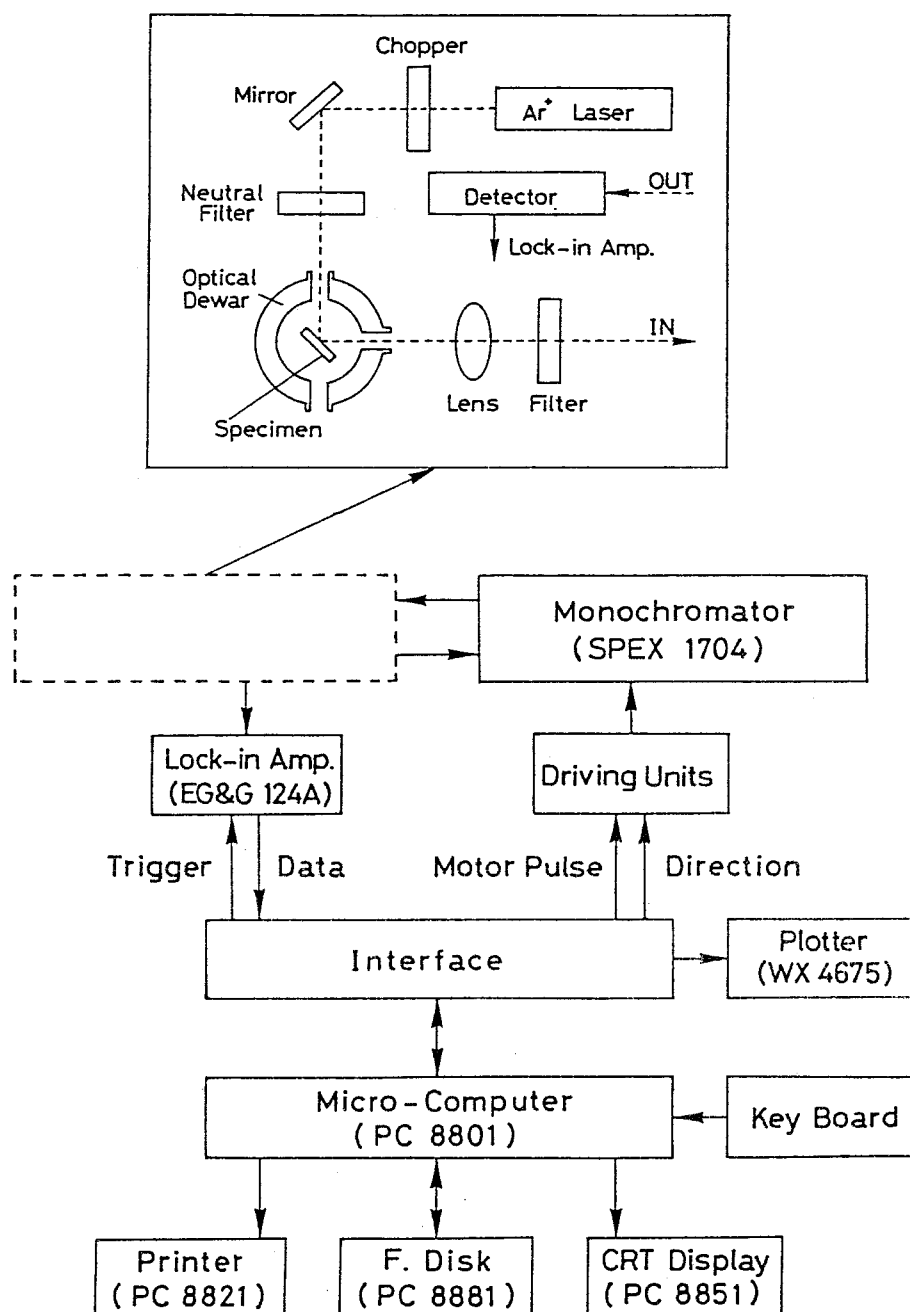 Chopper
Mirror
Ar⁺ Laser
Neutral
Filter
OUT
Detector
Lock-in Amp.
Optical
Dewar
IN
Lens
Filter
Specimen
Monochromator
(SPEX 1704)
Lock-in Amp.
(EG&G 124A)
Driving Units
Trigger
Data
Motor Pulse
Direction
Interface
Plotter
(WX 4675)
Micro-Computer
(PC 8801)
Key Board
Printer
(PC 8821)
F. Disk
(PC 8881)
CRT Display
(PC 8851)